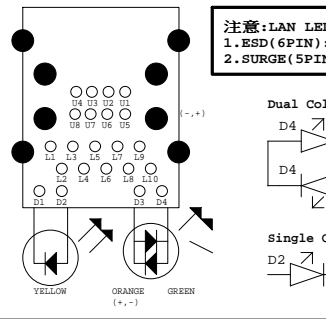 注意:LAN LE
1.ESD(6PIN):
2.SURGE(5PIN
U4 U3 U2 U1
U8 U7 U6 U5
(-,+)
L1 L3 L5 L7 L9
L2 L4 L6 L8 L10
D1 D2 D3 D4
YELLOW ORANGE GREEN
(+,-)
Dual Col
D4
D4
Single
D2